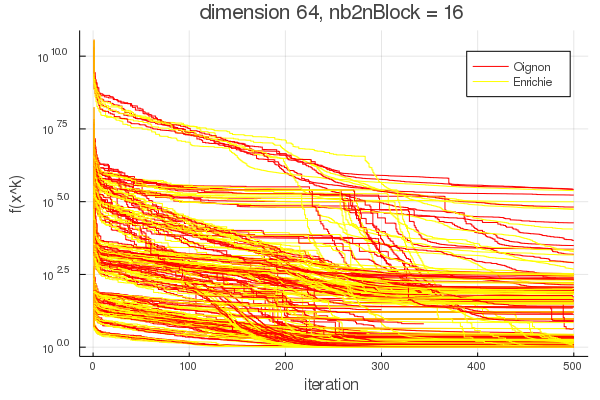 dimension 64, nb2nBlock = 16
10^10.0
Oignon
Enrichie
10^7.5
f(x^k)
10^5.0
10^2.5
10^0.0
0 100 200 300 400 500
iteration